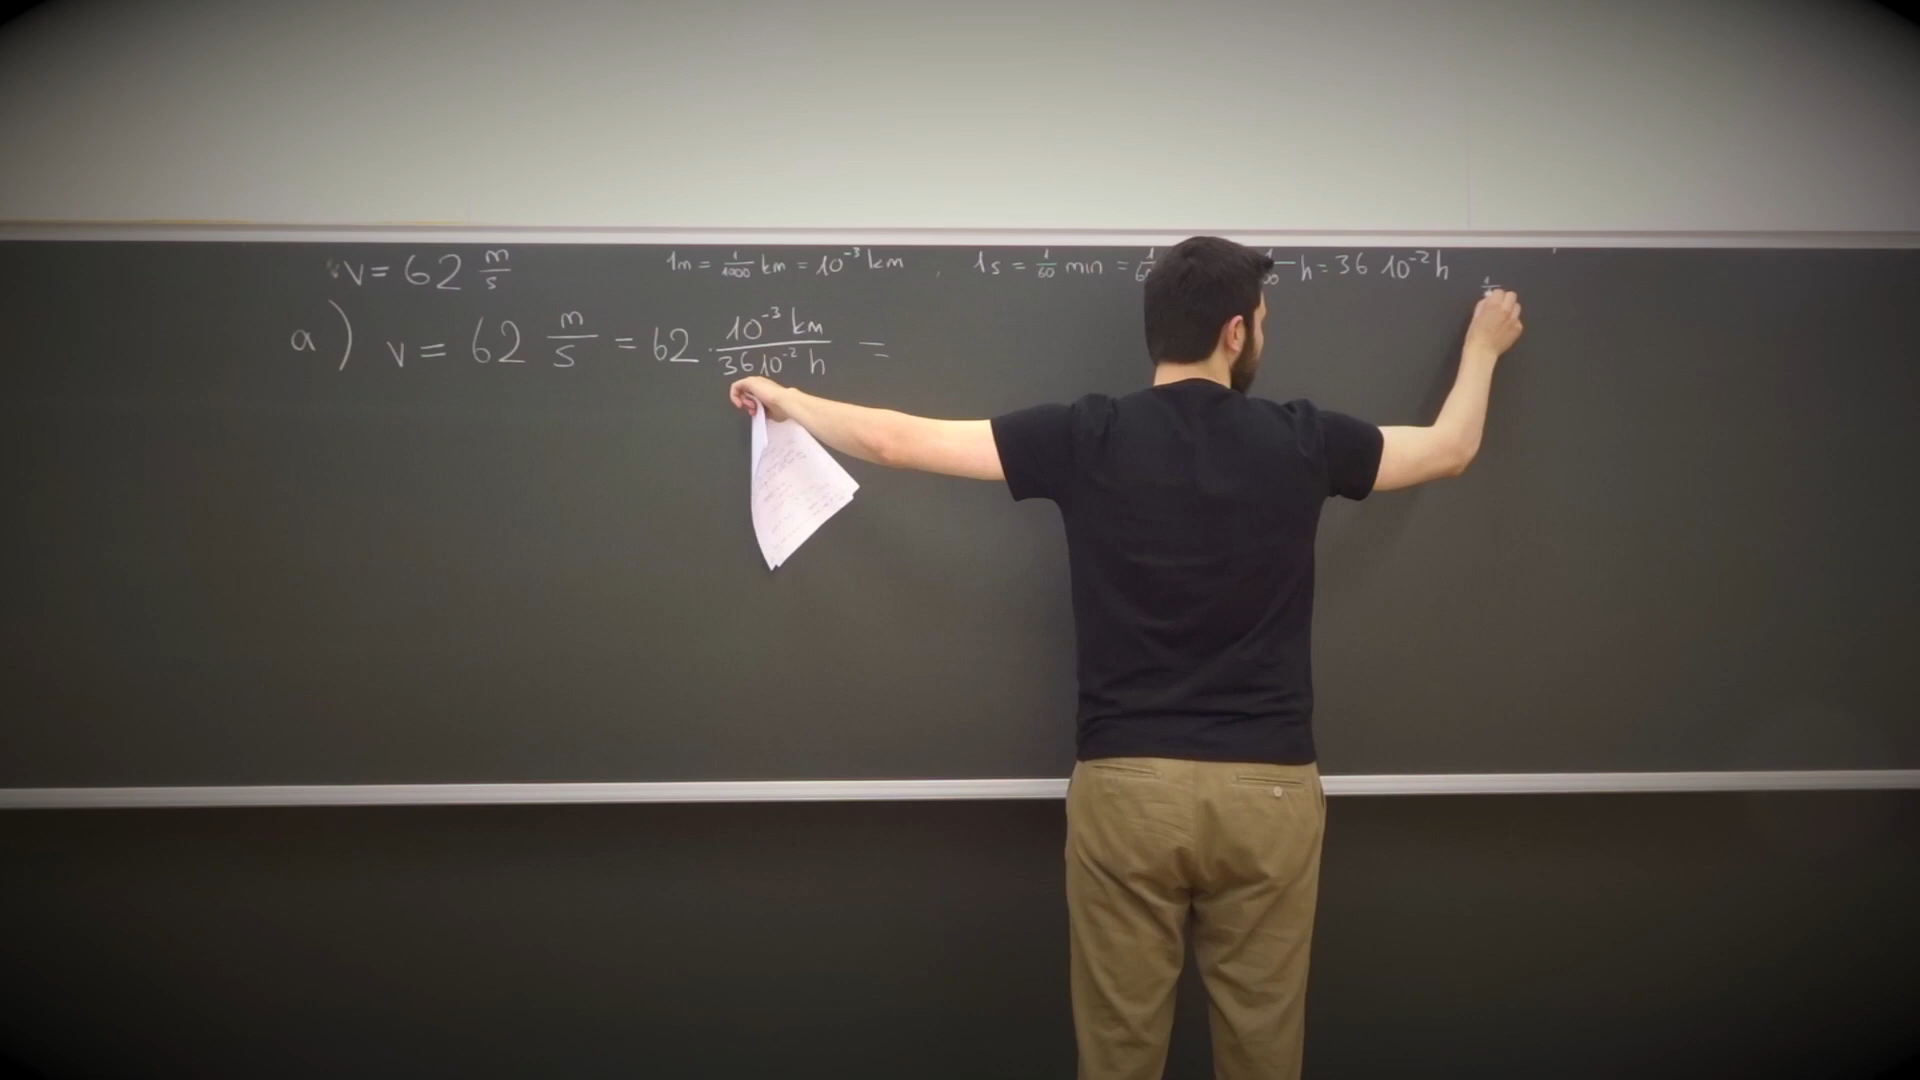 v = 62 m/s
1m = 1/1000 km = 10⁻³ km , 1s = 1/60 min = h = 36 10⁻² h
a) v = 62 m/s = 62 · 10⁻³ km / 36 10⁻² h =